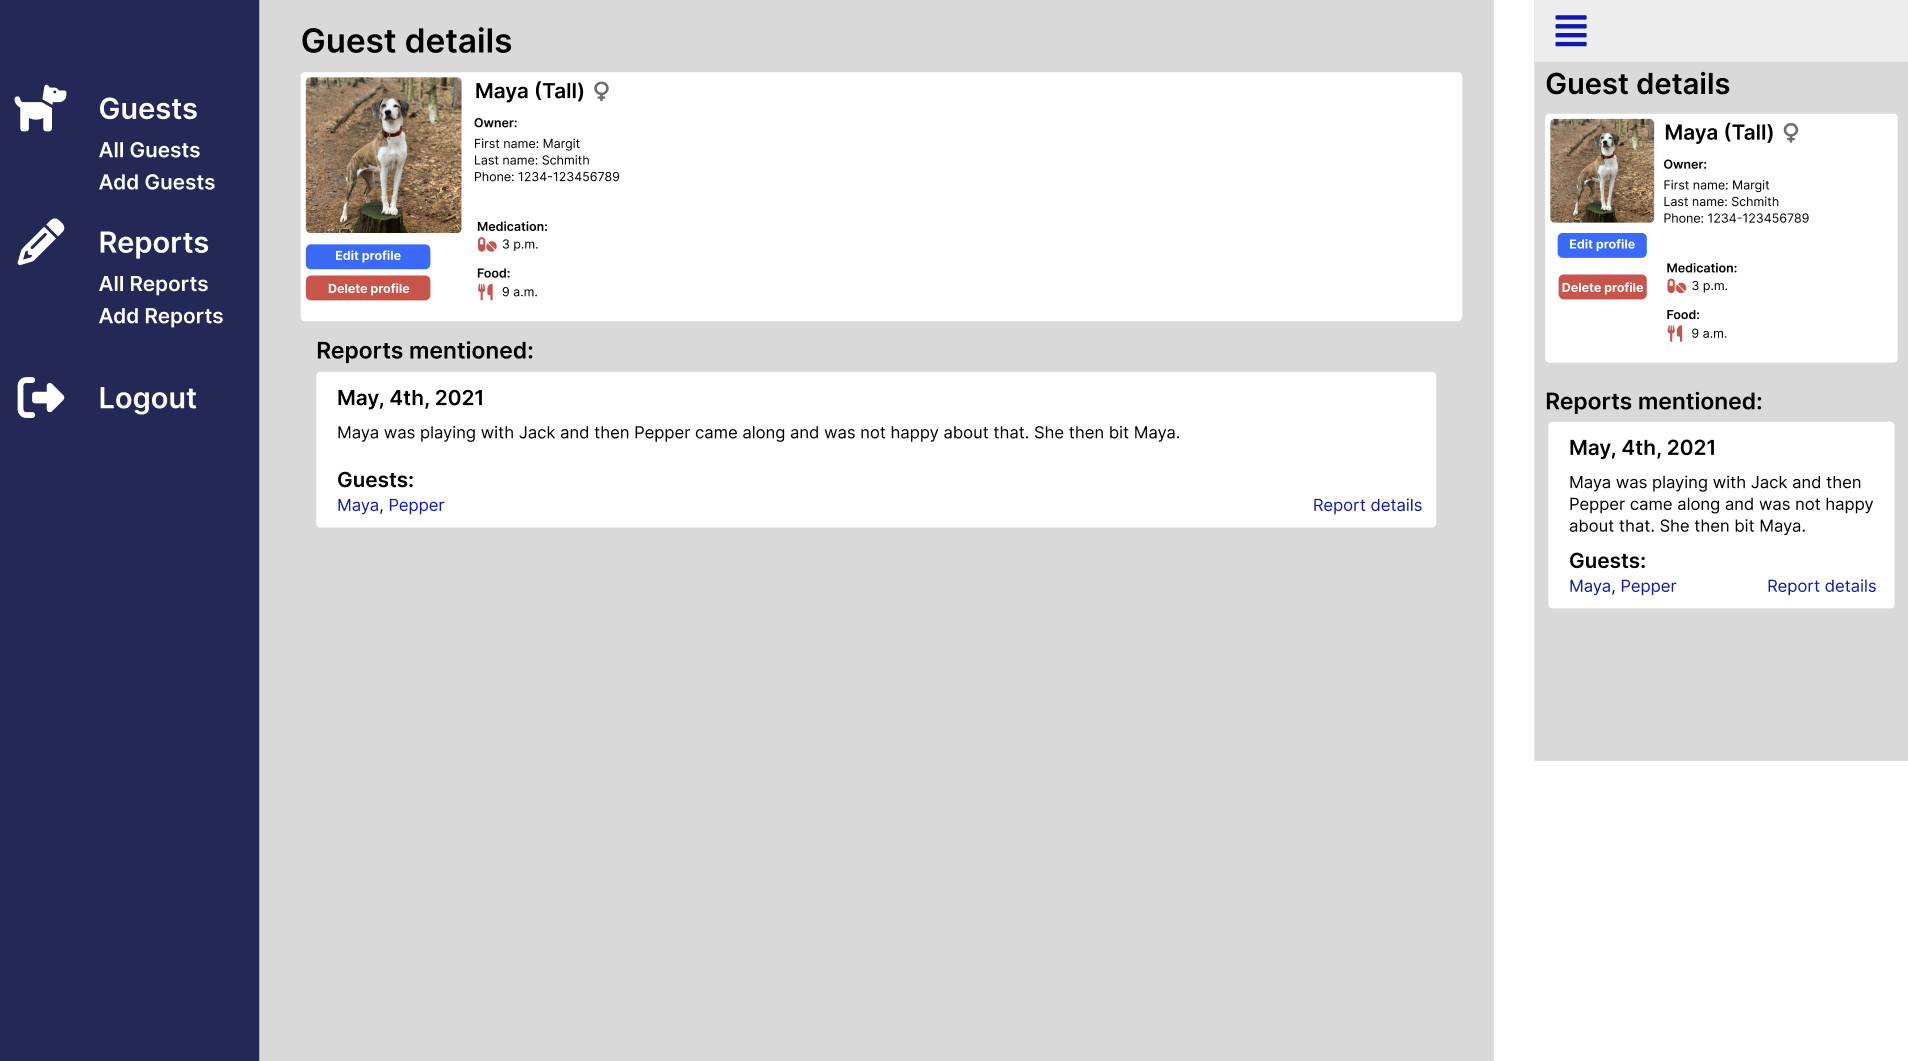 Guests
All Guests
Add Guests
Reports
All Reports
Add Reports
Logout
Guest details
Maya (Tall)
Owner:
First name: Margit
Last name: Schmith
Phone: 1234-123456789
Medication:
3 p.m.
Food:
9 a.m.
Edit profile
Delete profile
Reports mentioned:
May, 4th, 2021
Maya was playing with Jack and then Pepper came along and was not happy about that. She then bit Maya.
Guests:
Maya, Pepper
Report details
Guest details
Maya (Tall)
Owner:
First name: Margit
Last name: Schmith
Phone: 1234-123456789
Edit profile
Delete profile
Medication:
3 p.m.
Food:
9 a.m.
Reports mentioned:
May, 4th, 2021
Maya was playing with Jack and then
Pepper came along and was not happy
about that. She then bit Maya.
Guests:
Maya, Pepper
Report details